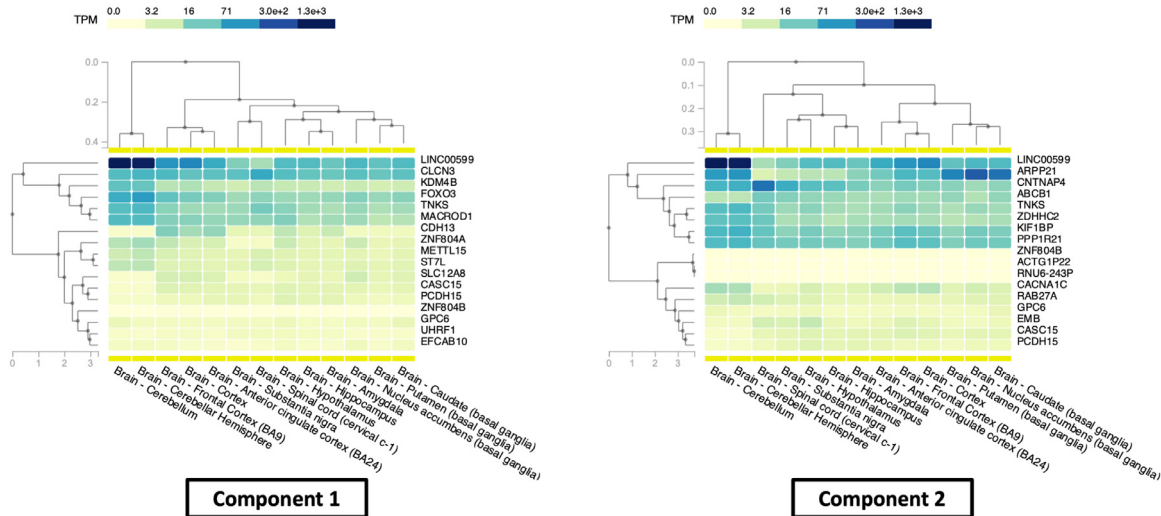 TPM
0.0 3.2 16 71 3.0e+2 1.3e+3
0.0
0.2
0.4
LINC00599
CLCN3
KDM4B
FOXO3
TNKS
MACROD1
CDH13
ZNF804A
METTL15
ST7L
SLC12A8
CASC15
PCDH15
ZNF804B
GPC6
UHRF1
EFCAB10
0 1 2 3
Brain - Cerebellum
Brain - Cerebellar Hemisphere
Brain - Frontal Cortex (BA9)
Brain - Cortex
Brain - Anterior cingulate cortex (BA24)
Brain - Substantia nigra
Brain - Spinal cord (cervical c-1)
Brain - Hypothalamus
Brain - Hippocampus
Brain - Amygdala
Brain - Nucleus accumbens (basal ganglia)
Brain - Putamen (basal ganglia)
Brain - Caudate (basal ganglia)
Component 1
TPM
0.0 3.2 16 71 3.0e+2 1.3e+3
0.0
0.1
0.2
0.3
LINC00599
ARPP21
CNTNAP4
ABCB1
TNKS
ZDHHC2
KIF1BP
PPP1R21
ZNF804B
ACTG1P22
RNU6-243P
CACNA1C
RAB27A
GPC6
EMB
CASC15
PCDH15
0 1 2 3 4
Brain - Cerebellum
Brain - Cerebellar Hemisphere
Brain - Spinal cord (cervical c-1)
Brain - Substantia nigra
Brain - Hypothalamus
Brain - Hippocampus
Brain - Amygdala
Brain - Anterior cingulate cortex (BA24)
Brain - Frontal Cortex (BA9)
Brain - Cortex
Brain - Putamen (basal ganglia)
Brain - Nucleus accumbens (basal ganglia)
Brain - Caudate (basal ganglia)
Component 2